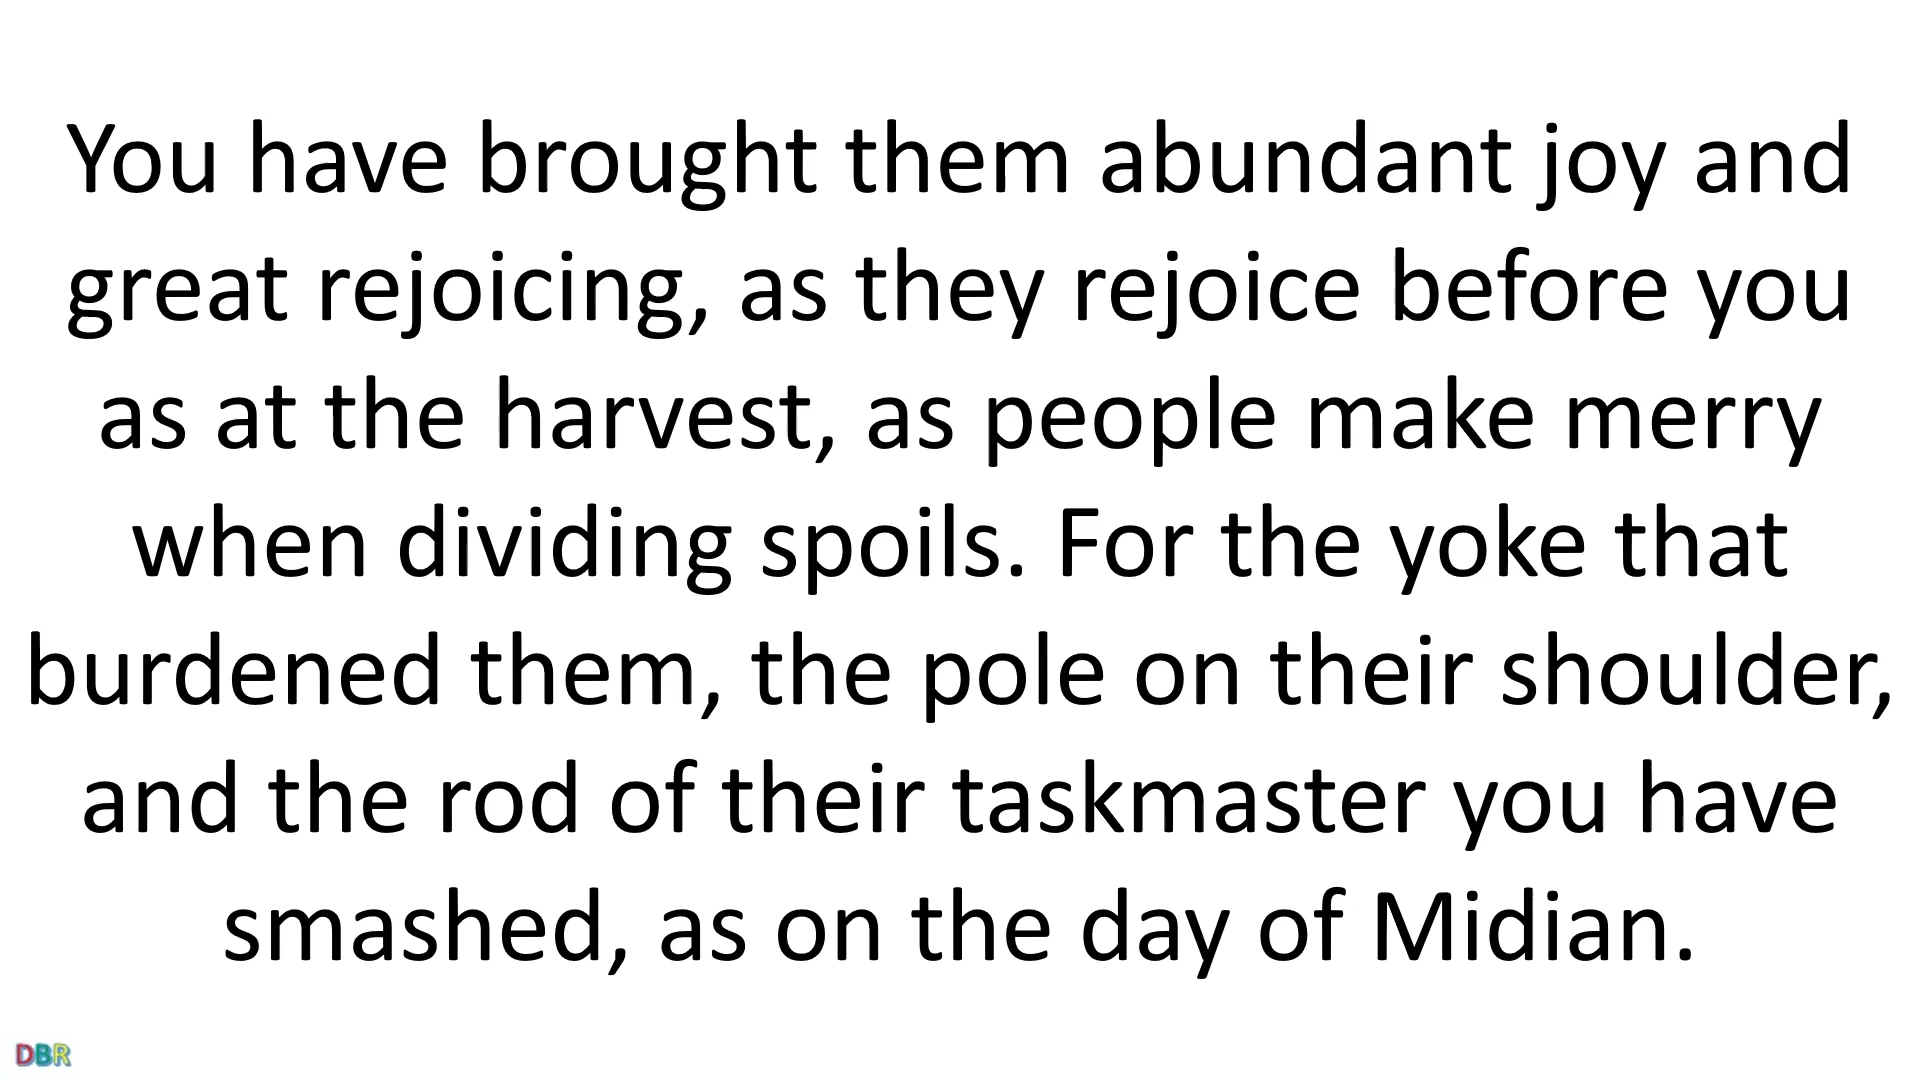 You have brought them abundant joy and
great rejoicing, as they rejoice before you
as at the harvest, as people make merry
when dividing spoils. For the yoke that
burdened them, the pole on their shoulder,
and the rod of their taskmaster you have
smashed, as on the day of Midian.
DBR